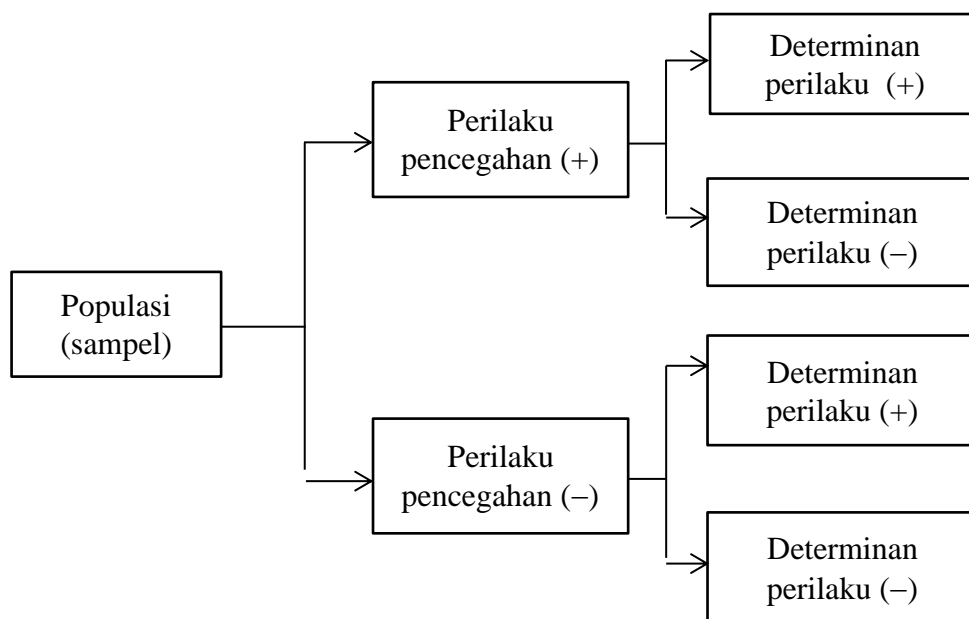 Determinan
perilaku (+)
Perilaku
pencegahan (+)
Determinan
perilaku (−)
Populasi
(sampel)
Determinan
perilaku (+)
Perilaku
pencegahan (−)
Determinan
perilaku (−)